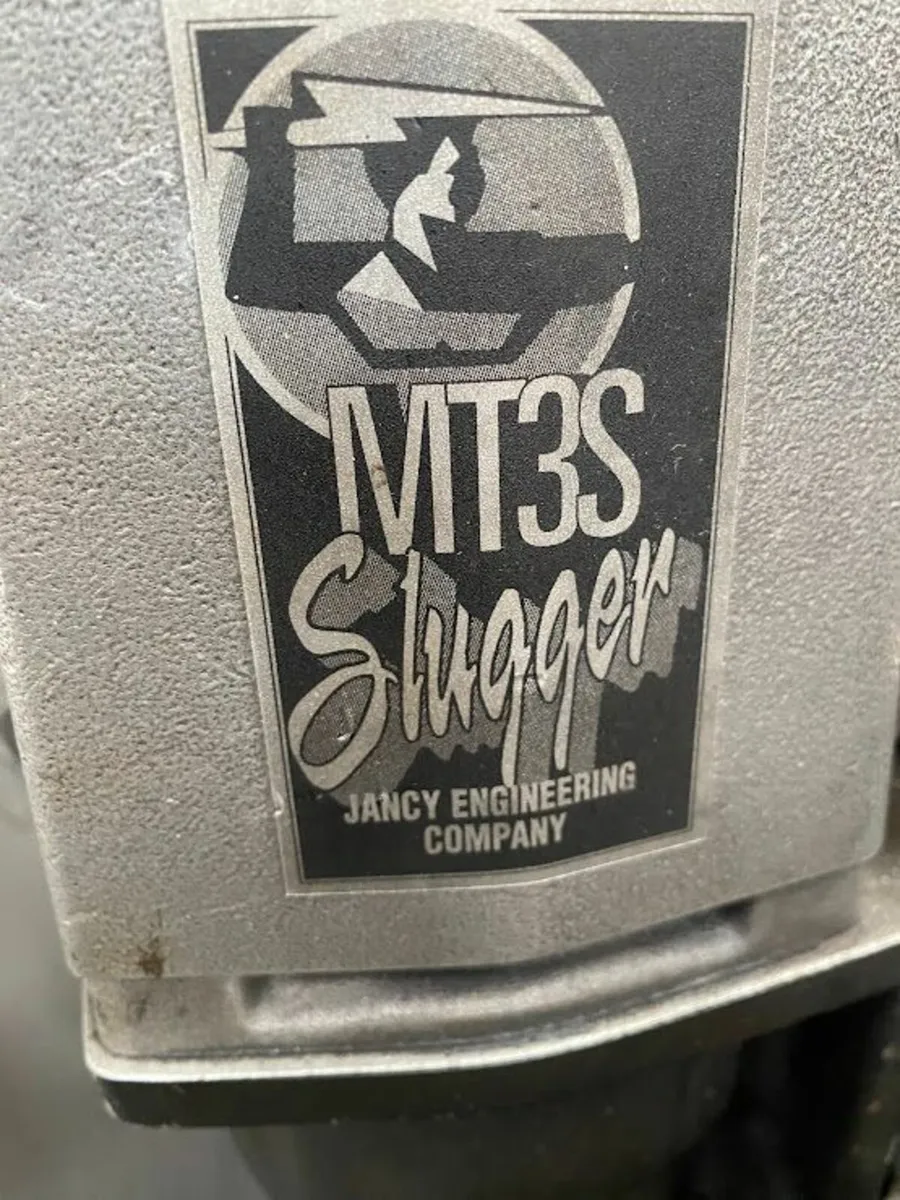 MT3S
Slugger
JANCY ENGINEERING
COMPANY